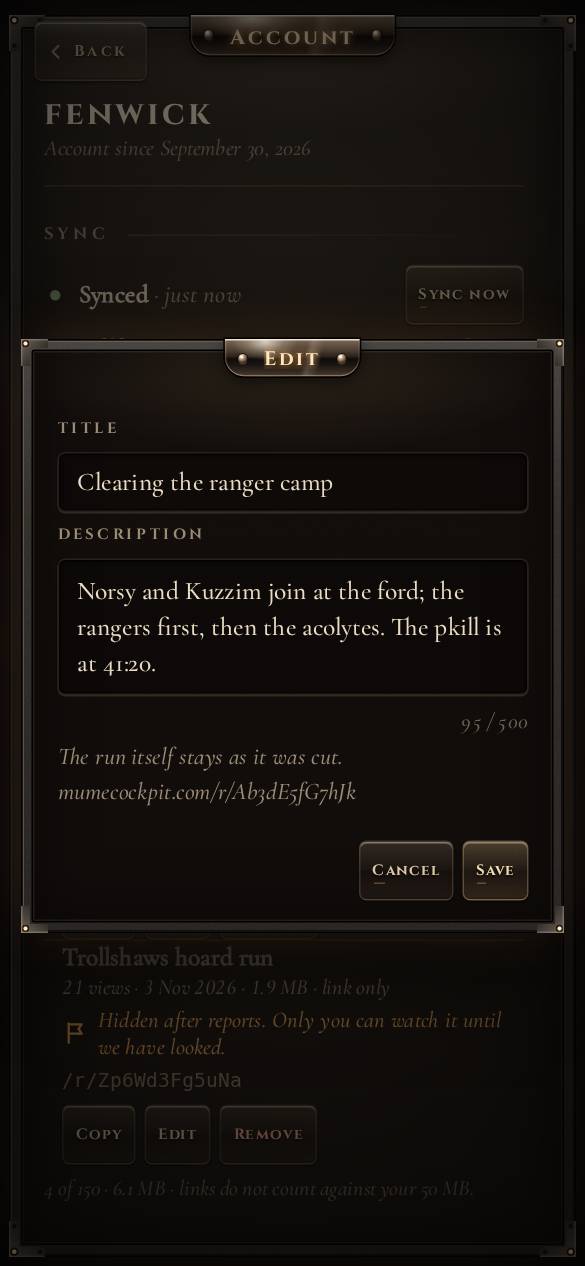 Back
Account
FENWICK
Account since September 30, 2026
SYNC
Synced · just now
Sync now
Edit
TITLE
Clearing the ranger camp
DESCRIPTION
Norsy and Kuzzim join at the ford; the
rangers first, then the acolytes. The pkill is
at 41:20.
95 / 500
The run itself stays as it was cut.
mumecockpit.com/r/Ab3dE5fG7hJk
Cancel
Save
Trollshaws hoard run
21 views · 3 Nov 2026 · 1.9 MB · link only
Hidden after reports. Only you can watch it until
we have looked.
/r/Zp6Wd3Fg5uNa
Copy
Edit
Remove
4 of 150 · 6.1 MB · links do not count against your 50 MB.